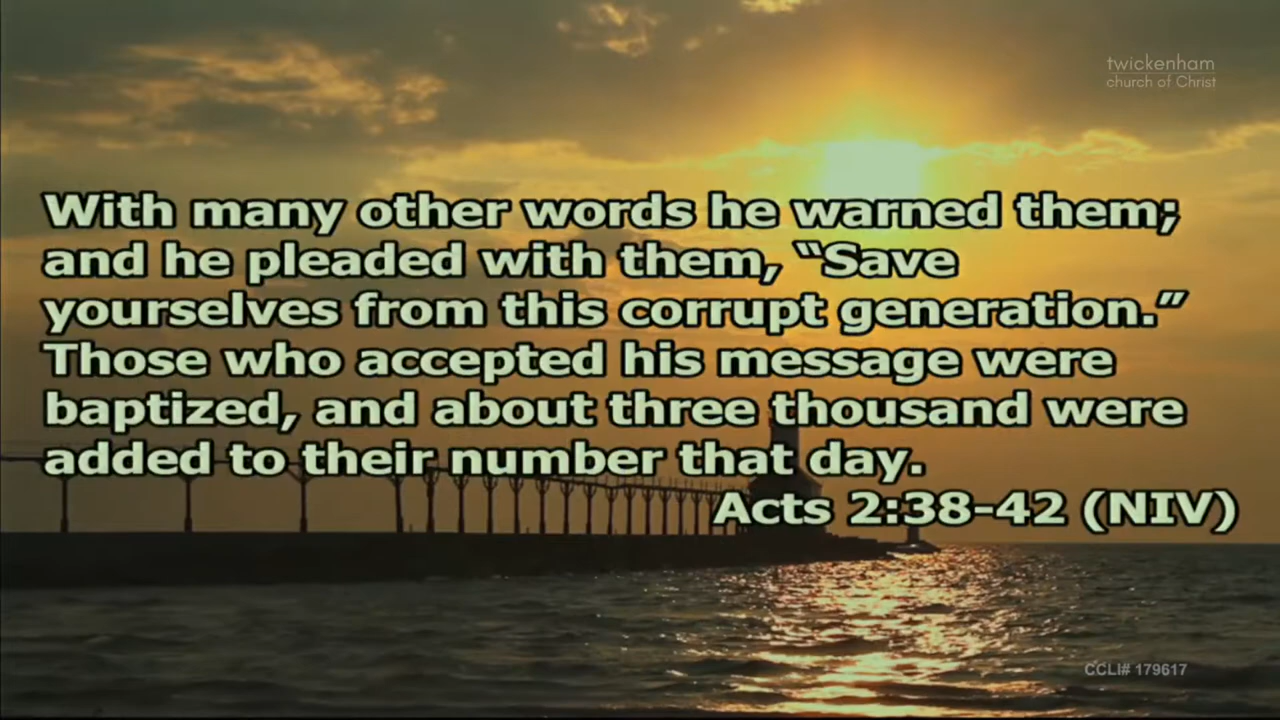 twickenham
church of Christ
With many other words he warned them;
and he pleaded with them, “Save
yourselves from this corrupt generation.”
Those who accepted his message were
baptized, and about three thousand were
added to their number that day.
Acts 2:38-42 (NIV)
CCLI# 179617